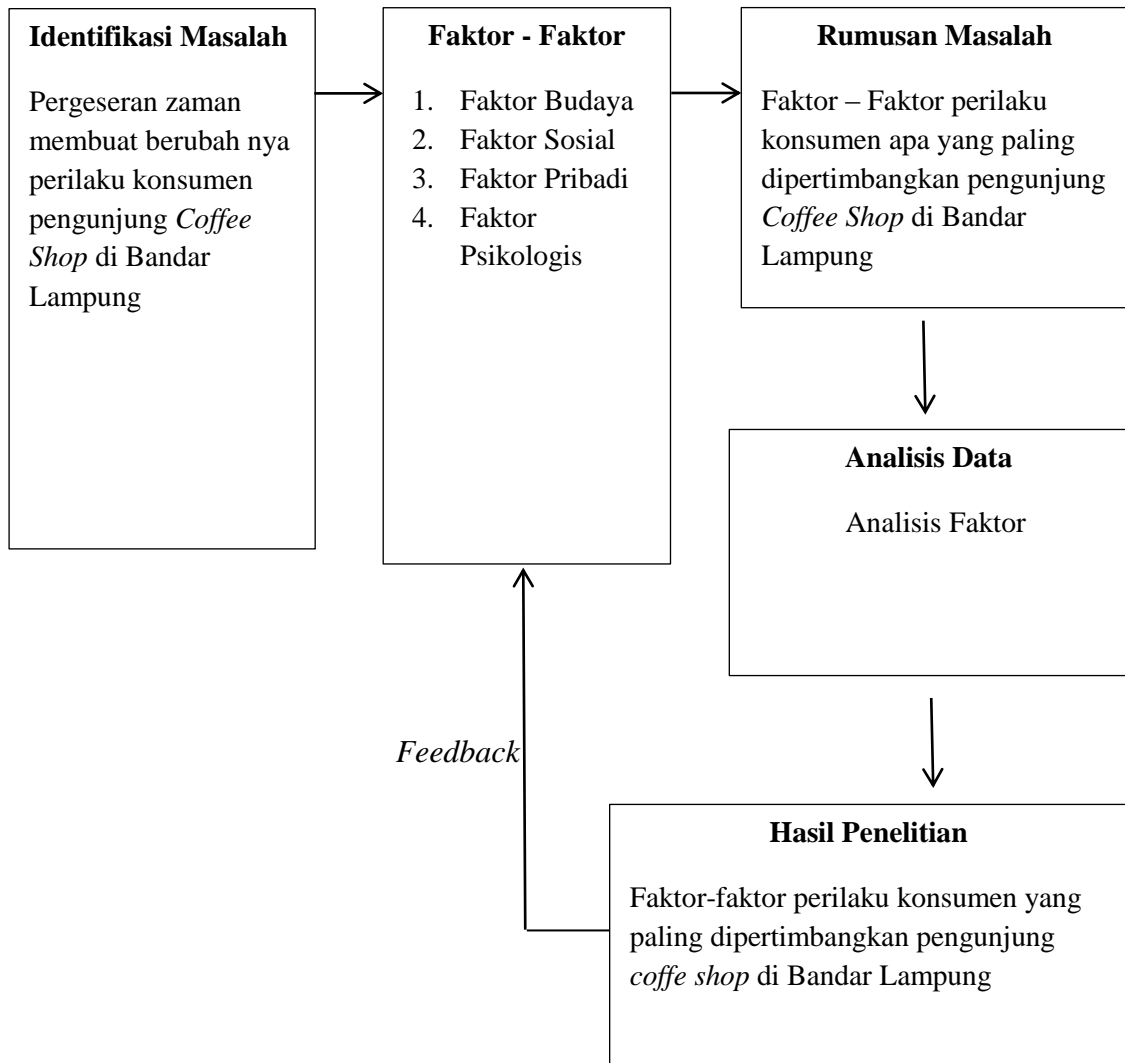 Identifikasi Masalah
Pergeseran zaman
membuat berubah nya
perilaku konsumen
pengunjung Coffee
Shop di Bandar
Lampung
Faktor - Faktor
1. Faktor Budaya
2. Faktor Sosial
3. Faktor Pribadi
4. Faktor
Psikologis
Rumusan Masalah
Faktor – Faktor perilaku
konsumen apa yang paling
dipertimbangkan pengunjung
Coffee Shop di Bandar
Lampung
Analisis Data
Analisis Faktor
Feedback
Hasil Penelitian
Faktor-faktor perilaku konsumen yang
paling dipertimbangkan pengunjung
coffe shop di Bandar Lampung